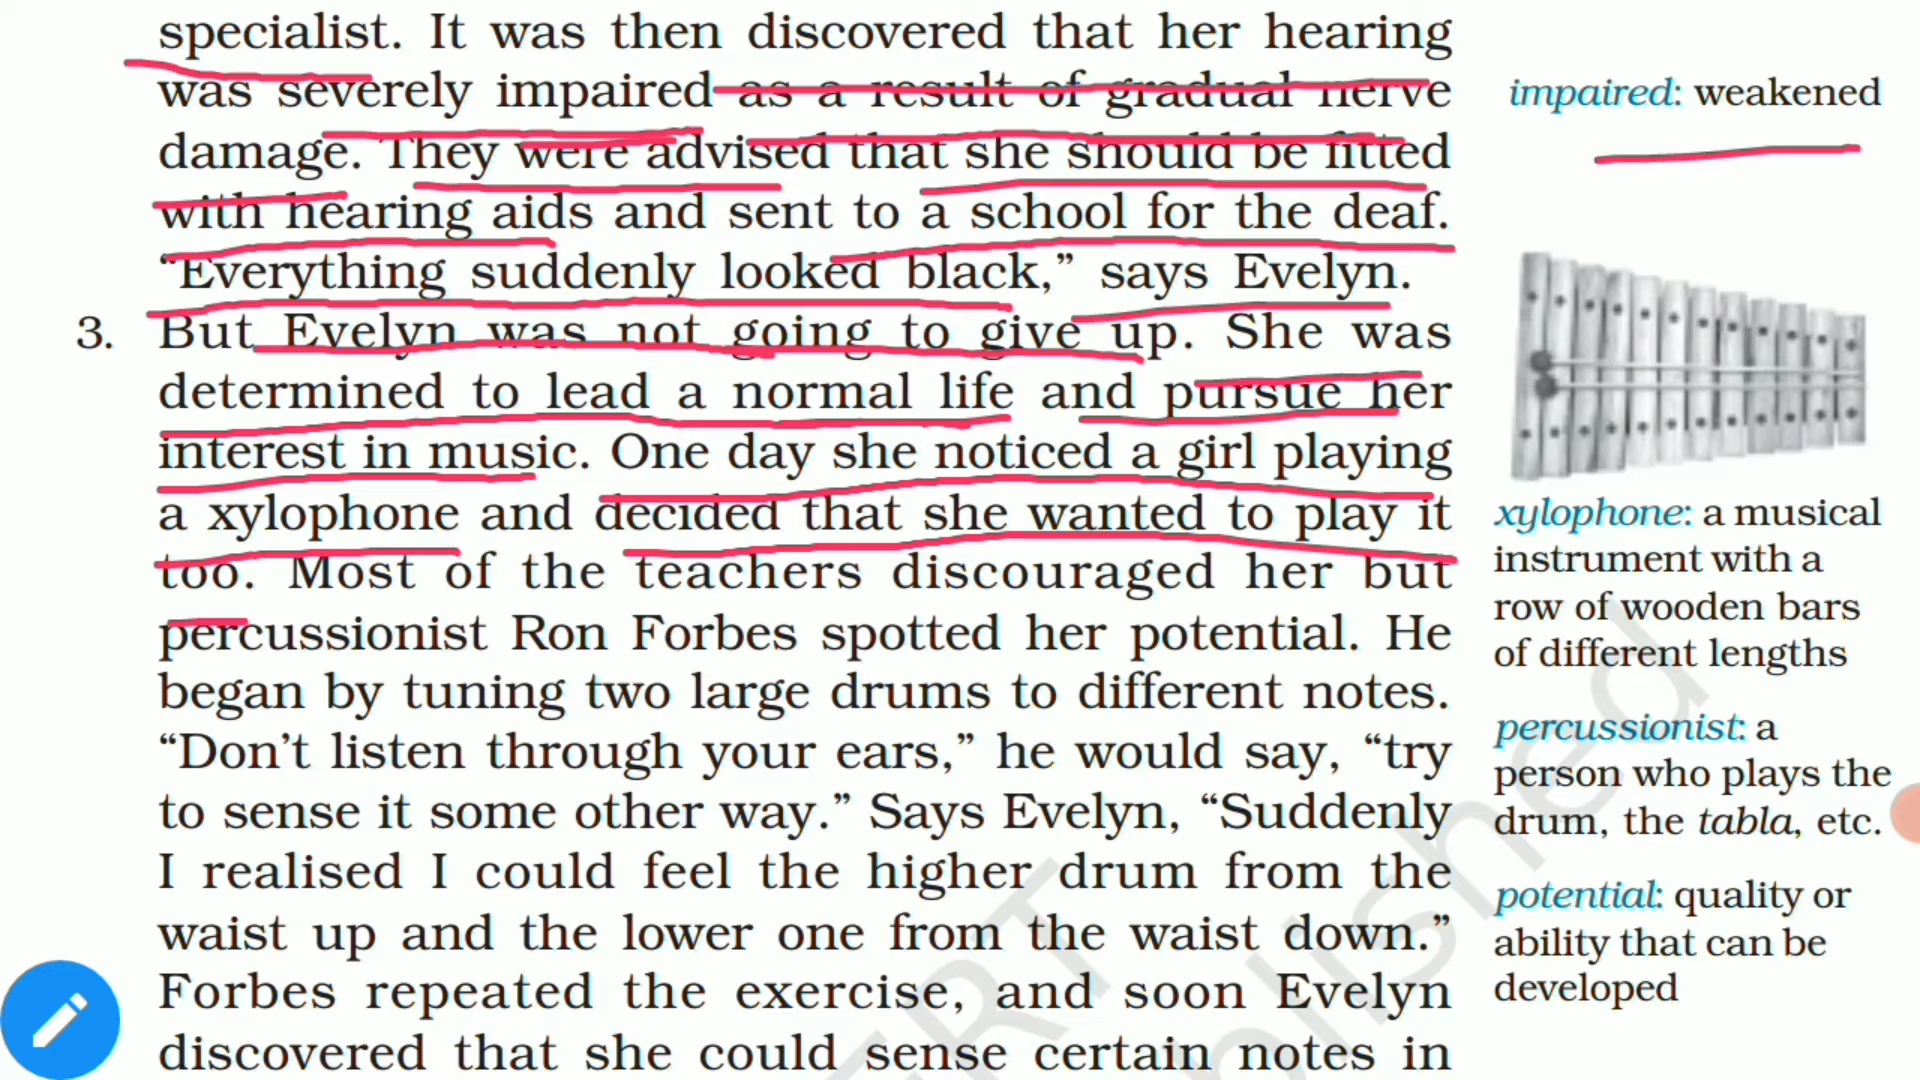 specialist. It was then discovered that her hearing
was severely impaired as a result of gradual nerve
damage. They were advised that she should be fitted
with hearing aids and sent to a school for the deaf.
“Everything suddenly looked black,” says Evelyn.
3. But Evelyn was not going to give up. She was
determined to lead a normal life and pursue her
interest in music. One day she noticed a girl playing
a xylophone and decided that she wanted to play it
too. Most of the teachers discouraged her but
percussionist Ron Forbes spotted her potential. He
began by tuning two large drums to different notes.
“Don’t listen through your ears,” he would say, “try
to sense it some other way.” Says Evelyn, “Suddenly
I realised I could feel the higher drum from the
waist up and the lower one from the waist down.”
Forbes repeated the exercise, and soon Evelyn
discovered that she could sense certain notes in
impaired: weakened
xylophone: a musical
instrument with a
row of wooden bars
of different lengths
percussionist: a
person who plays the
drum, the tabla, etc.
potential: quality or
ability that can be
developed